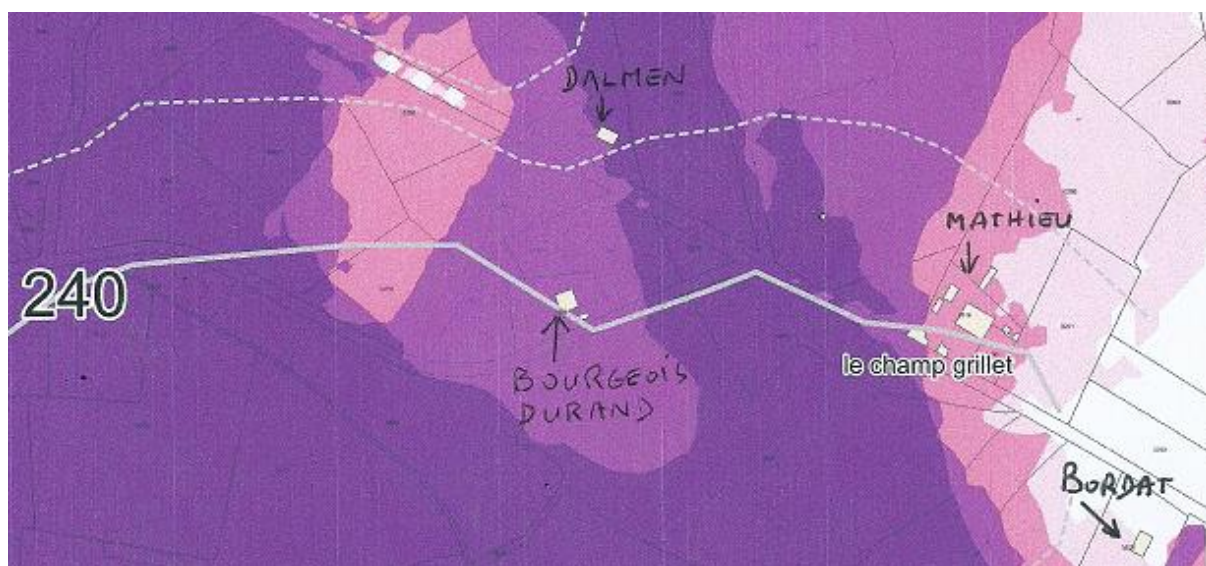 DALMEN
MATHIEU
240
le champ grillet
BOURGEOIS
DURAND
BORDAT